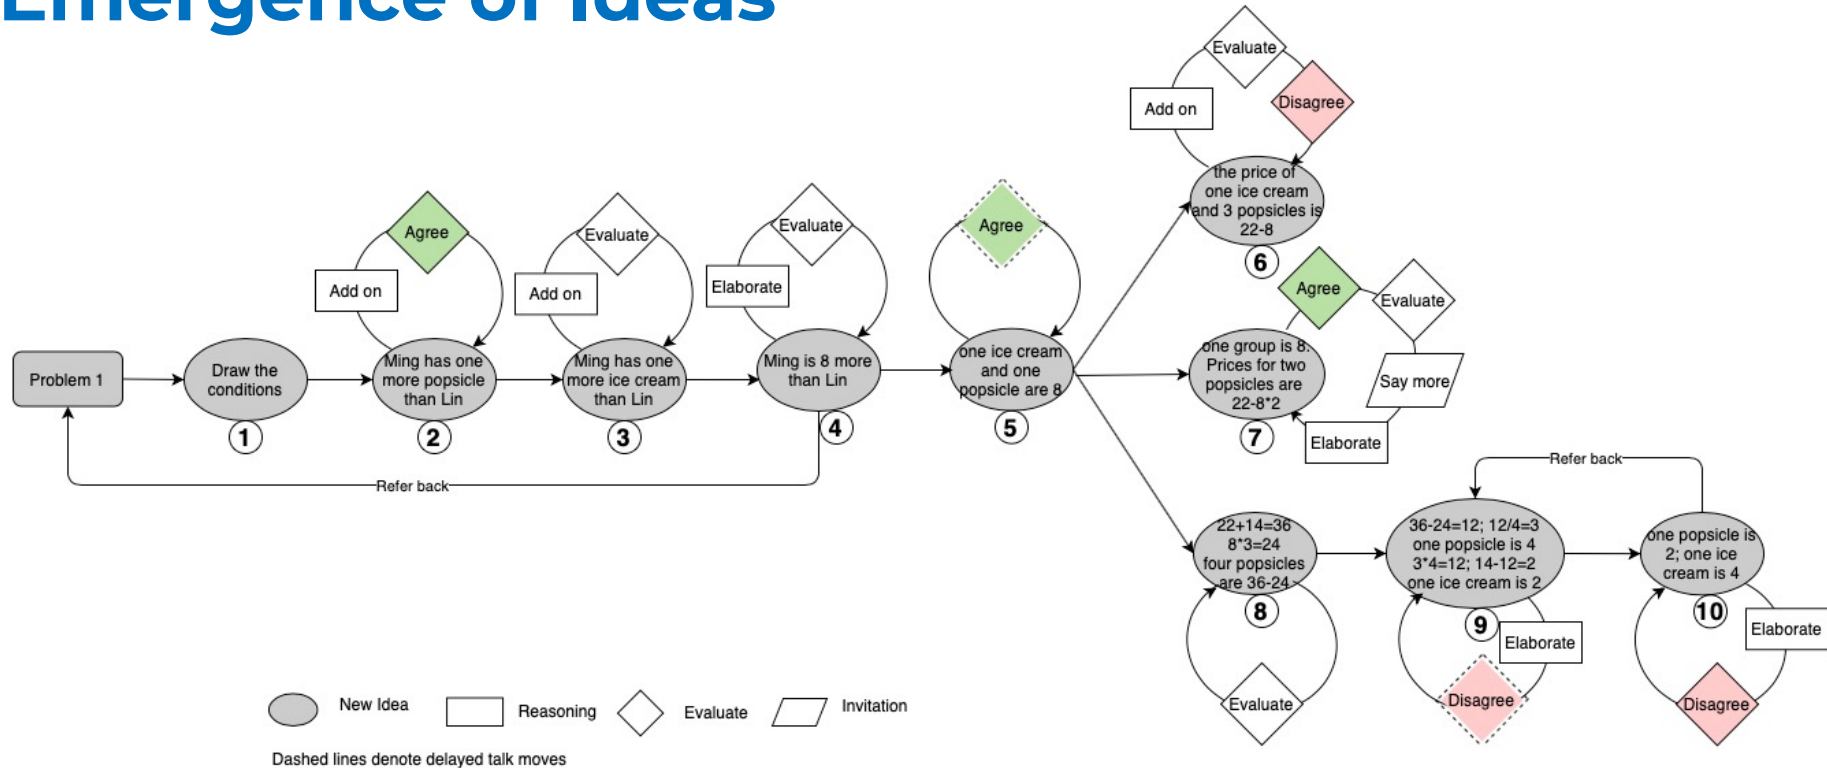 Emergence of Ideas
Evaluate
Add on
Disagree
the price of
one ice cream
and 3 popsicles is
22-8
6
Agree
Add on
Evaluate
Add on
Evaluate
Elaborate
Agree
Problem 1
Draw the
conditions
1
Ming has one
more popsicle
than Lin
2
Ming has one
more ice cream
than Lin
3
Ming is 8 more
than Lin
4
one ice cream
and one
popsicle are 8
5
Refer back
Agree
Evaluate
Say more
Elaborate
one group is 8.
Prices for two
popsicles are
22-8*2
7
Refer back
22+14=36
8*3=24
four popsicles
are 36-24
8
Evaluate
36-24=12; 12/4=3
one popsicle is 4
3*4=12; 14-12=2
one ice cream is 2
9
Elaborate
Disagree
one popsicle is
2; one ice
cream is 4
10
Elaborate
Disagree
New Idea
Reasoning
Evaluate
Invitation
Dashed lines denote delayed talk moves